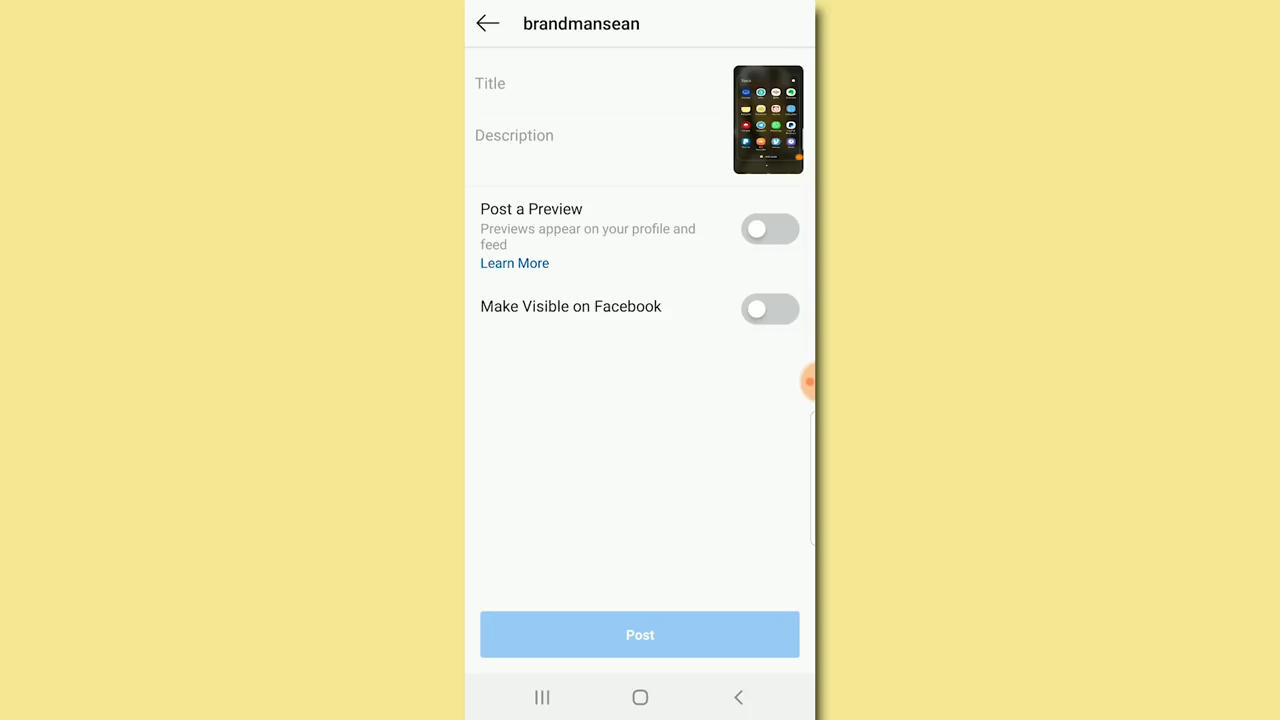 brandmansean
Title
Description
Post a Preview
Previews appear on your profile and
feed
Learn More
Make Visible on Facebook
Post